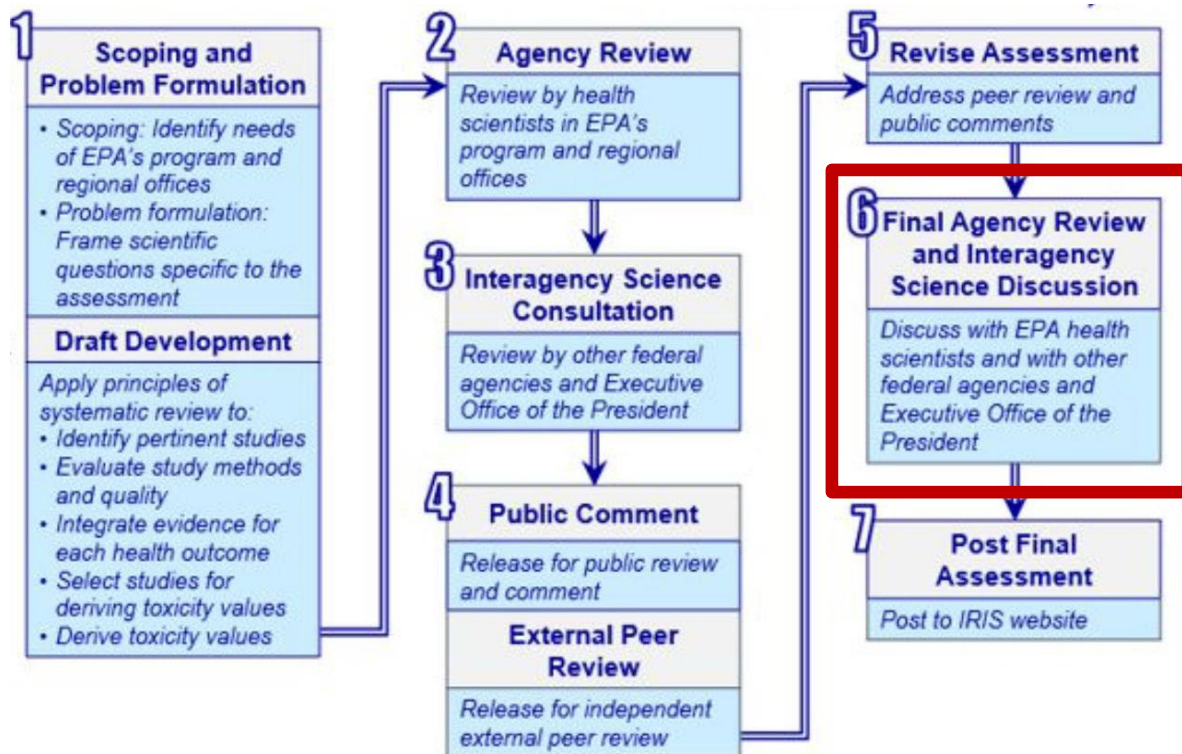 1
Scoping and
Problem Formulation
• Scoping: Identify needs
of EPA's program and
regional offices
• Problem formulation:
Frame scientific
questions specific to the
assessment
Draft Development
Apply principles of
systematic review to:
• Identify pertinent studies
• Evaluate study methods
and quality
• Integrate evidence for
each health outcome
• Select studies for
deriving toxicity values
• Derive toxicity values
2
Agency Review
Review by health
scientists in EPA's
program and regional
offices
3
Interagency Science
Consultation
Review by other federal
agencies and Executive
Office of the President
4
Public Comment
Release for public review
and comment
External Peer
Review
Release for independent
external peer review
5
Revise Assessment
Address peer review and
public comments
6
Final Agency Review
and Interagency
Science Discussion
Discuss with EPA health
scientists and with other
federal agencies and
Executive Office of the
President
7
Post Final
Assessment
Post to IRIS website